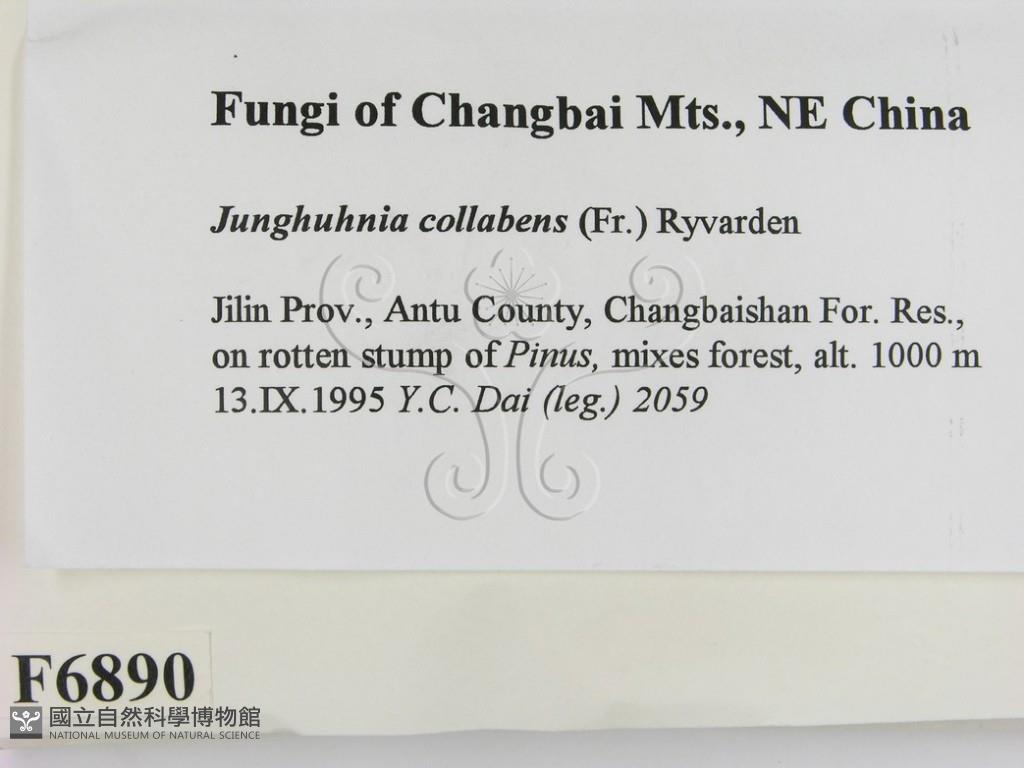 Fungi of Changbai Mts., NE China
Junghuhnia collabens (Fr.) Ryvarden
Jilin Prov., Antu County, Changbaishan For. Res.,
on rotten stump of Pinus, mixes forest, alt. 1000 m
13.IX.1995 Y.C. Dai (leg.) 2059
F6890
國立自然科學博物館
NATIONAL MUSEUM OF NATURAL SCIENCE